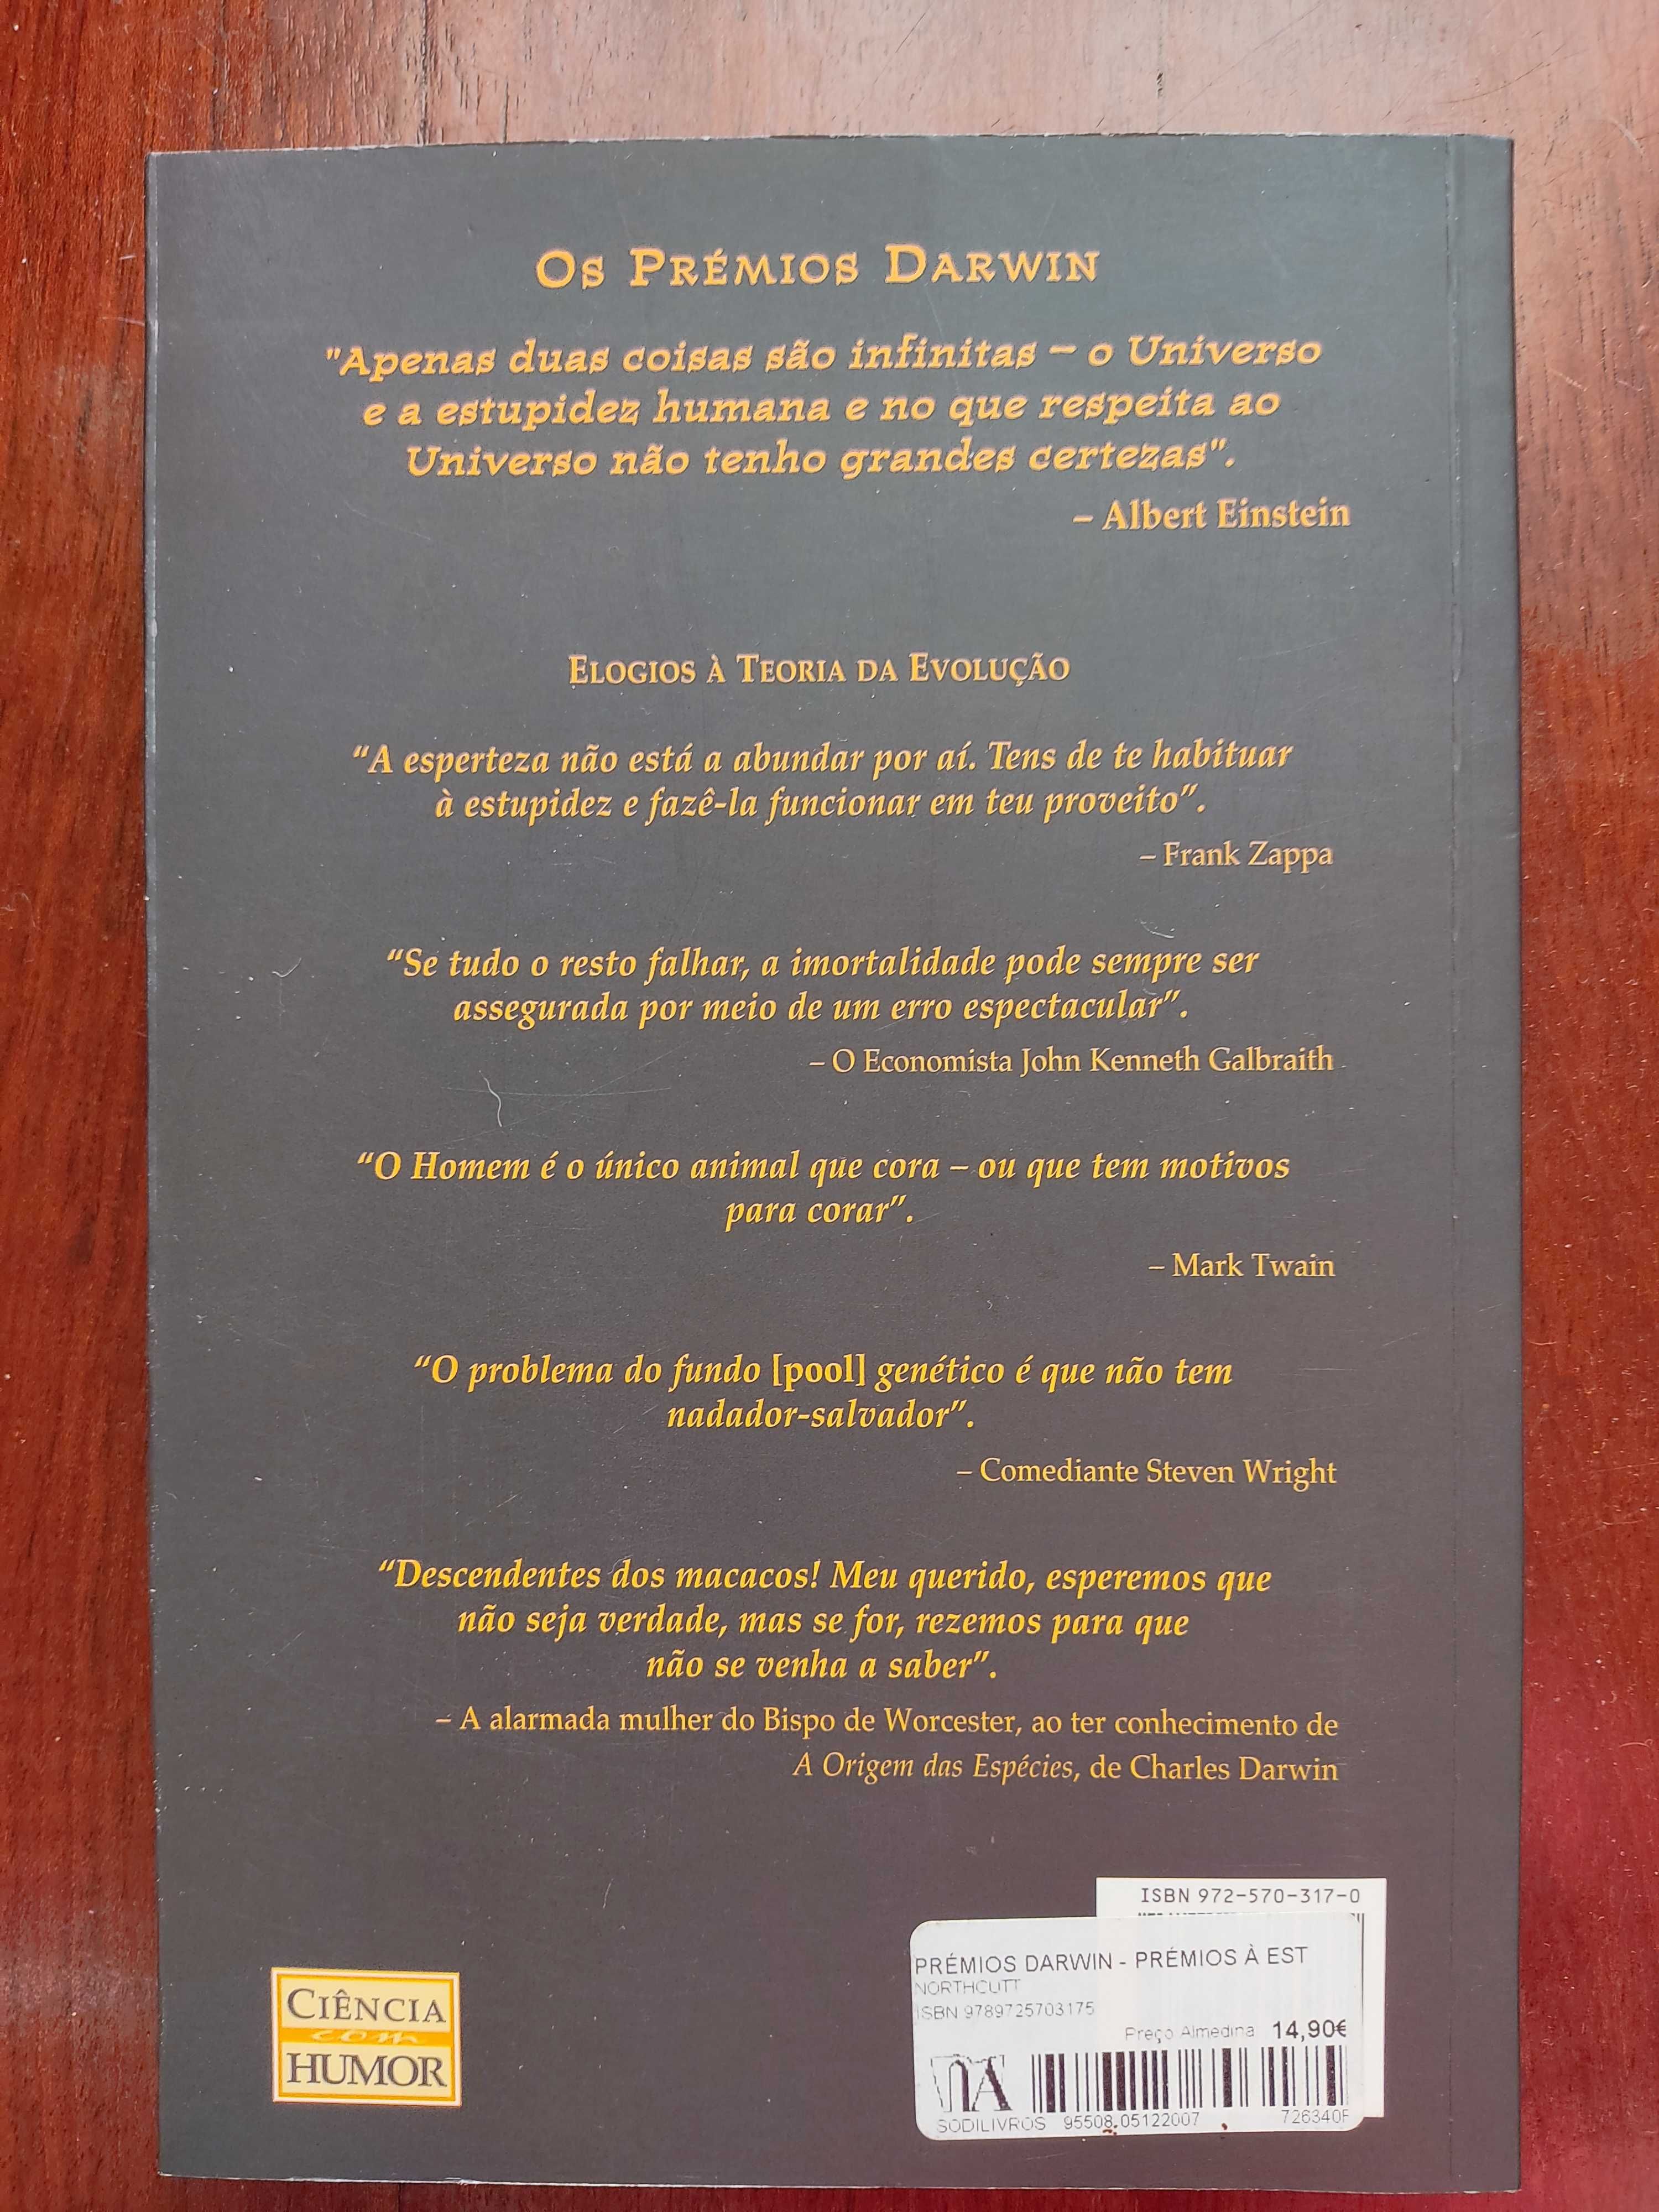 OS PRÉMIOS DARWIN
"Apenas duas coisas são infinitas – o Universo
e a estupidez humana e no que respeita ao
Universo não tenho grandes certezas".
– Albert Einstein
ELOGIOS À TEORIA DA EVOLUÇÃO
“A esperteza não está a abundar por aí. Tens de te habituar
à estupidez e fazê-la funcionar em teu proveito”.
– Frank Zappa
“Se tudo o resto falhar, a imortalidade pode sempre ser
assegurada por meio de um erro espectacular”.
– O Economista John Kenneth Galbraith
“O Homem é o único animal que cora – ou que tem motivos
para corar”.
– Mark Twain
“O problema do fundo [pool] genético é que não tem
nadador-salvador”.
– Comediante Steven Wright
“Descendentes dos macacos! Meu querido, esperemos que
não seja verdade, mas se for, rezemos para que
não se venha a saber”.
– A alarmada mulher do Bispo de Worcester, ao ter conhecimento de
A Origem das Espécies, de Charles Darwin
ISBN 972-570-317-0
PRÉMIOS DARWIN - PRÉMIOS À EST
NORTHCUTT
ISBN 9789725703175
Preço Almedina 14,90€
SODILIVROS 95508 05122007 726340F
CIÊNCIA
com
HUMOR